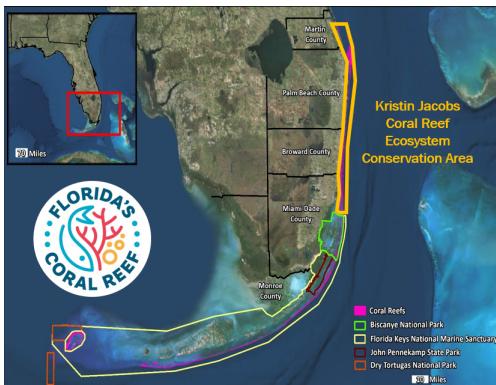 Martin
County
Palm Beach County
Kristin Jacobs
Coral Reef
Ecosystem
Conservation Area
Broward County
Miami-Dade
County
Monroe
County
Miles
FLORIDA'S
CORAL REEF
Coral Reefs
Biscanye National Park
Florida Keys National Marine Sanctuary
John Pennekamp State Park
Dry Tortugas National Park
Miles